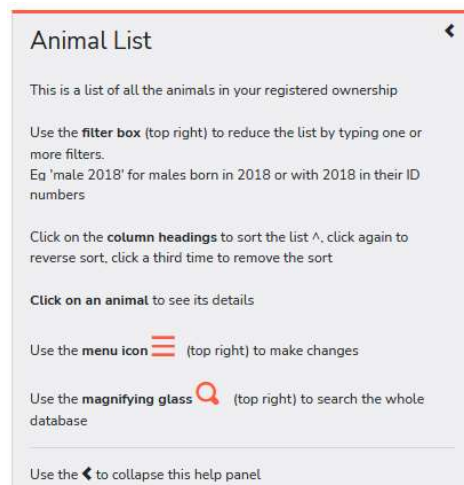 Animal List
This is a list of all the animals in your registered ownership
Use the filter box (top right) to reduce the list by typing one or
more filters.
Eg 'male 2018' for males born in 2018 or with 2018 in their ID
numbers
Click on the column headings to sort the list ^, click again to
reverse sort, click a third time to remove the sort
Click on an animal to see its details
Use the menu icon (top right) to make changes
Use the magnifying glass (top right) to search the whole
database
Use the < to collapse this help panel